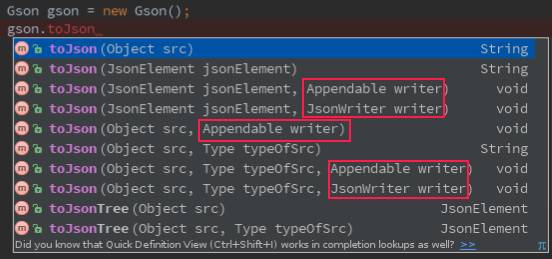 Gson gson = new Gson();
gson.toJson_
m toJson(Object src) String
m toJson(JsonElement jsonElement) String
m toJson(JsonElement jsonElement, Appendable writer) void
m toJson(JsonElement jsonElement, JsonWriter writer) void
m toJson(Object src, Appendable writer) void
m toJson(Object src, Type typeOfSrc) String
m toJson(Object src, Type typeOfSrc, Appendable writer) void
m toJson(Object src, Type typeOfSrc, JsonWriter writer) void
m toJsonTree(Object src) JsonElement
m toJsonTree(Object src, Type typeOfSrc) JsonElement
Did you know that Quick Definition View (Ctrl+Shift+I) works in completion lookups as well? >> π